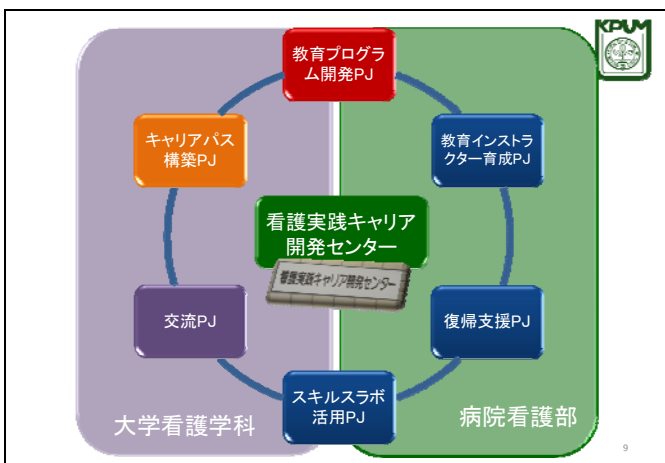 KPUM
教育プログラ
ム開発PJ
キャリアパス
構築PJ
教育インストラ
クター育成PJ
看護実践キャリア
開発センター
看護実践キャリア開発センター
交流PJ
復帰支援PJ
スキルスラボ
活用PJ
大学看護学科
病院看護部
9